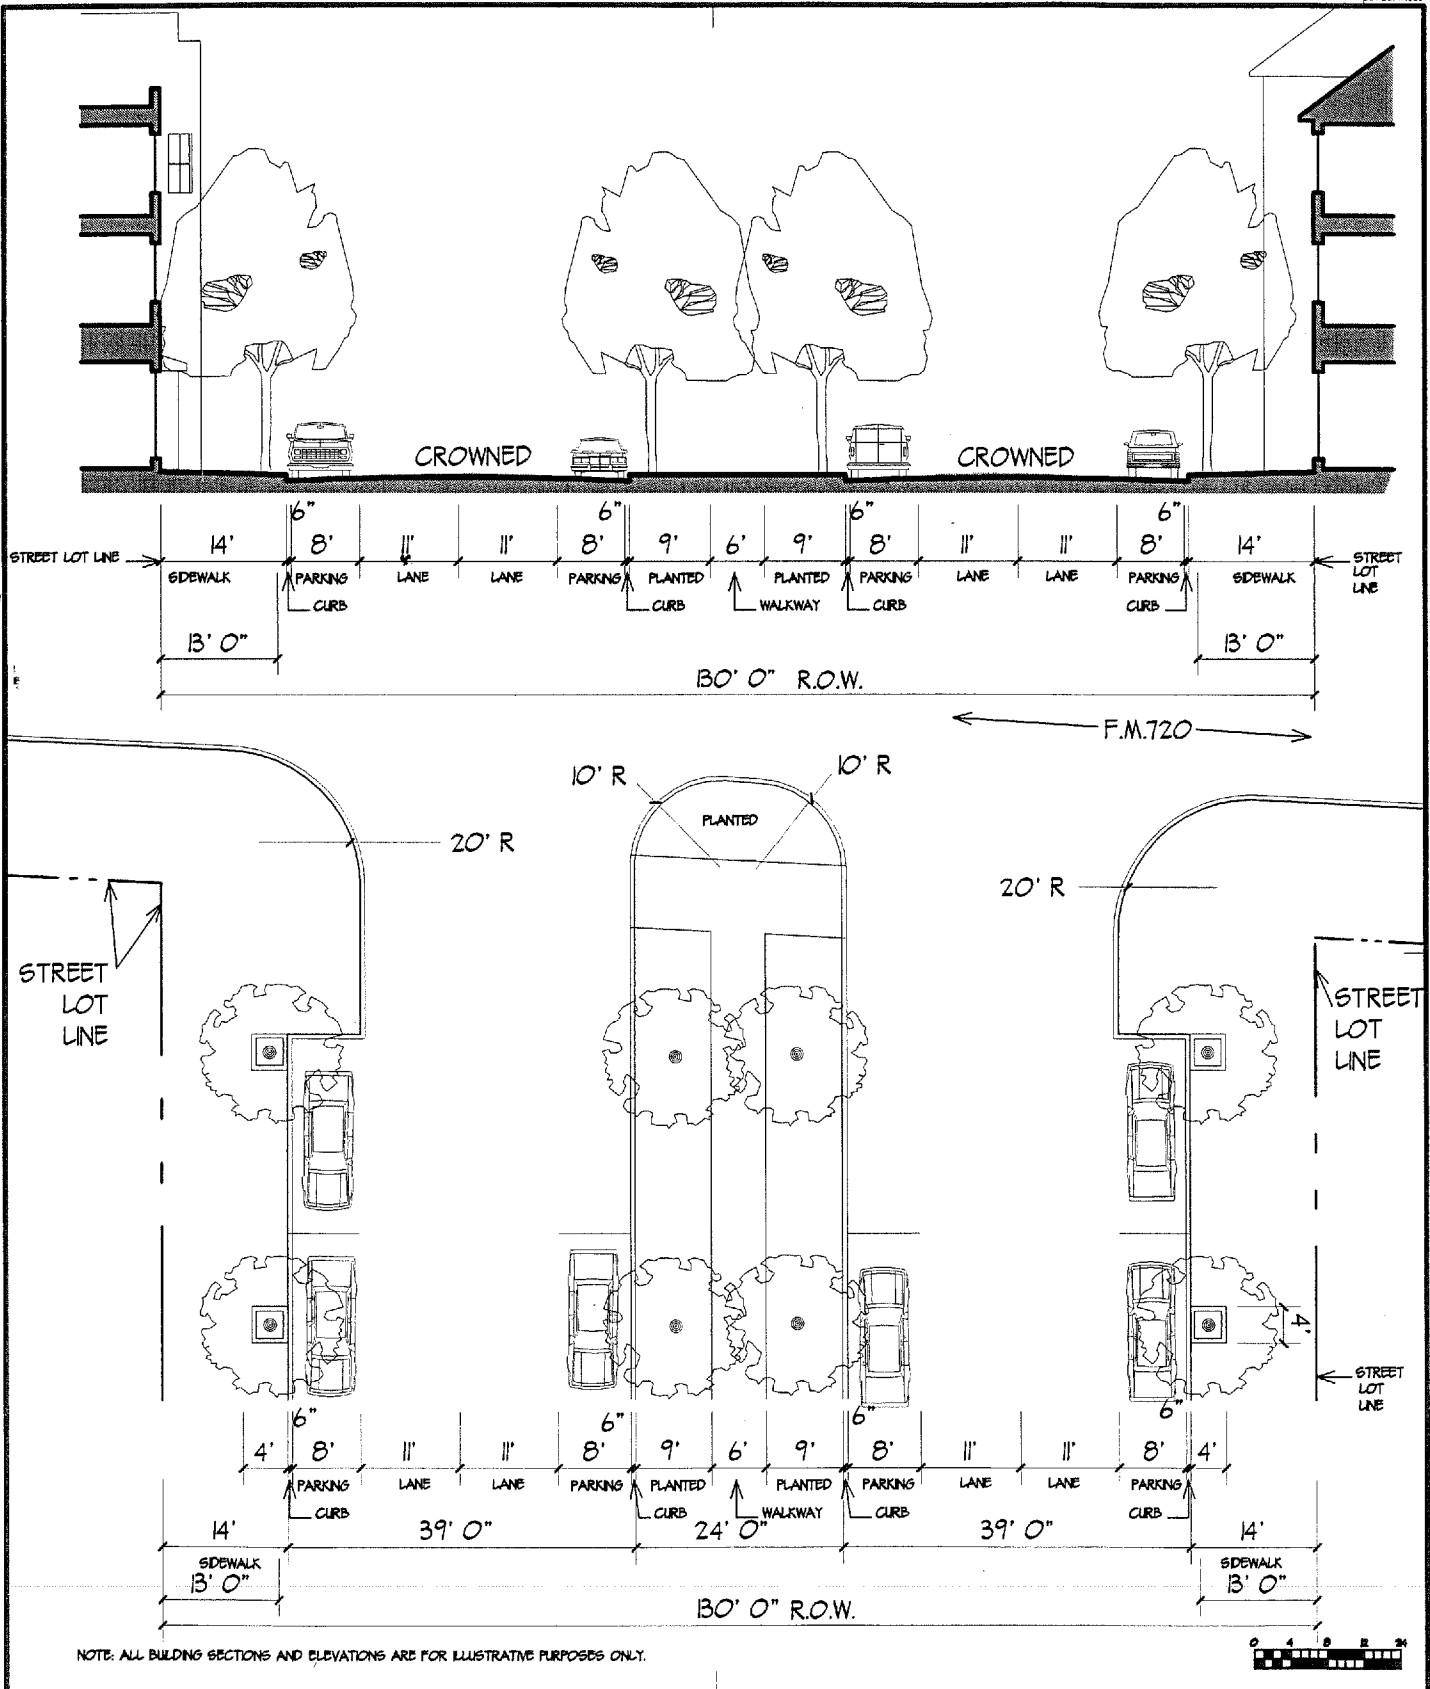 CROWNED CROWNED
6" 6" 6" 6"
14' 8' 11' 11' 8' 9' 6' 9' 8' 11' 11' 8' 14'
STREET LOT LINE
STREET
LOT
LINE
SIDEWALK PARKING LANE LANE PARKING PLANTED PLANTED PARKING LANE LANE PARKING SIDEWALK
CURB CURB WALKWAY CURB CURB
13' 0" 13' 0"
130' 0" R.O.W.
F.M.720
10' R 10' R
PLANTED
20' R
20' R
STREET
LOT
LINE
STREET
LOT
LINE
4'
STREET
LOT
LINE
6" 6" 6" 6"
4' 8' 11' 11' 8' 9' 6' 9' 8' 11' 11' 8' 4'
PARKING LANE LANE PARKING PLANTED PLANTED PARKING LANE LANE PARKING
CURB CURB WALKWAY CURB CURB
14' 39' 0" 24' 0" 39' 0" 14'
SIDEWALK SIDEWALK
13' 0" 13' 0"
130' 0" R.O.W.
NOTE: ALL BUILDING SECTIONS AND ELEVATIONS ARE FOR ILLUSTRATIVE PURPOSES ONLY.
0 4 8 12 24